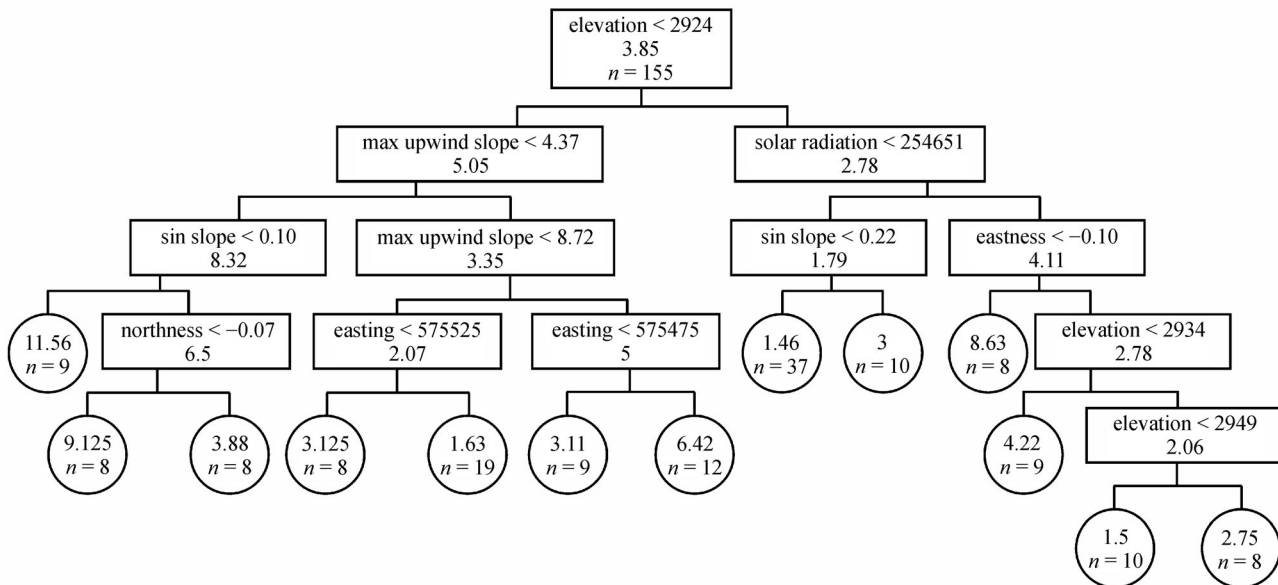 elevation < 2924
3.85
n = 155
max upwind slope < 4.37
5.05
solar radiation < 254651
2.78
sin slope < 0.10
8.32
max upwind slope < 8.72
3.35
sin slope < 0.22
1.79
eastness < −0.10
4.11
11.56
n = 9
northness < −0.07
6.5
easting < 575525
2.07
easting < 575475
5
1.46
n = 37
3
n = 10
8.63
n = 8
elevation < 2934
2.78
9.125
n = 8
3.88
n = 8
3.125
n = 8
1.63
n = 19
3.11
n = 9
6.42
n = 12
4.22
n = 9
elevation < 2949
2.06
1.5
n = 10
2.75
n = 8